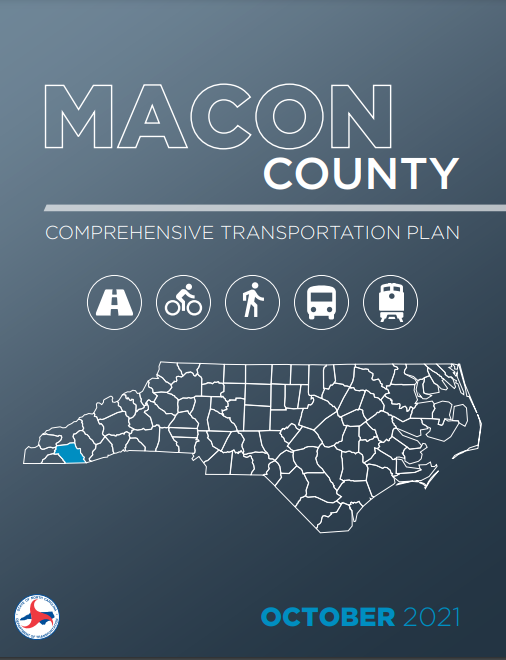 MACON
COUNTY
COMPREHENSIVE TRANSPORTATION PLAN
OCTOBER 2021